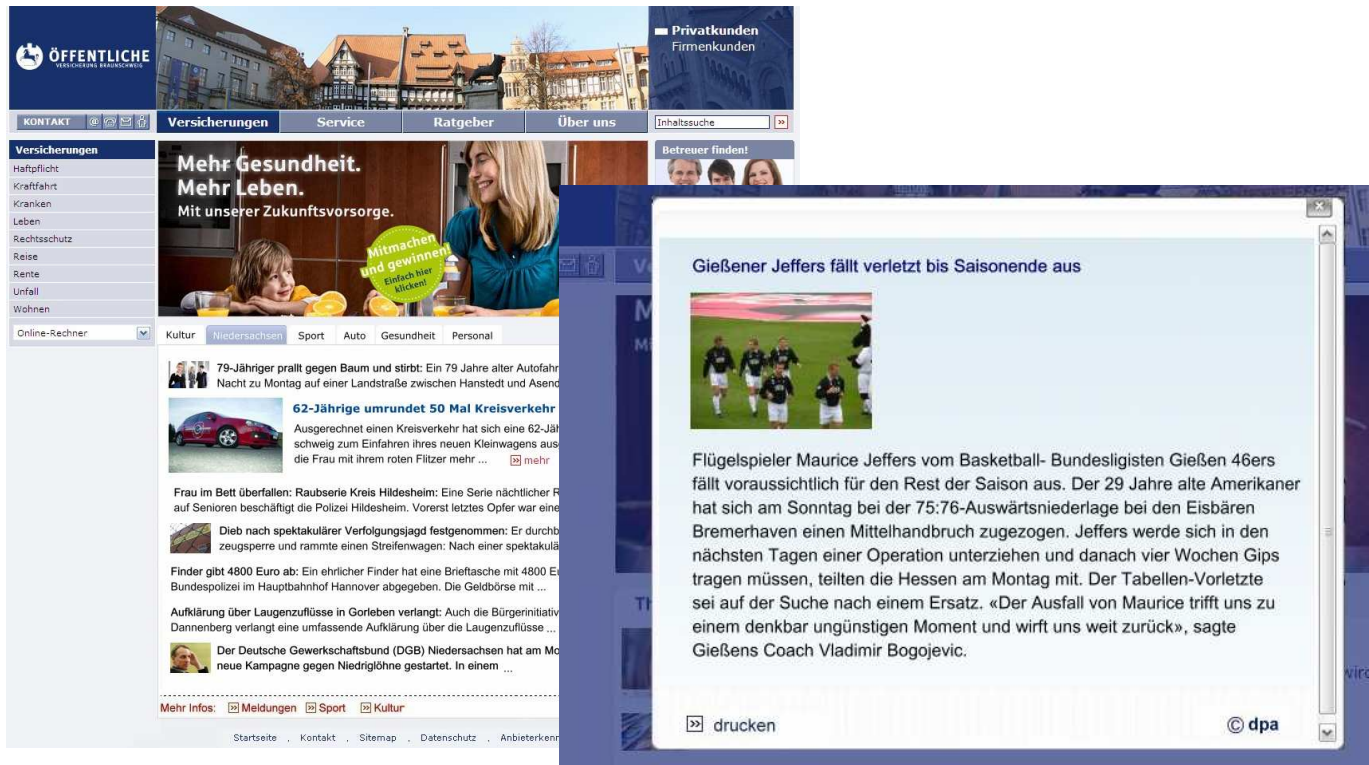 ÖFFENTLICHE
VERSICHERUNG BRAUNSCHWEIG
Privatkunden
Firmenkunden
KONTAKT @
Versicherungen Service Ratgeber Über uns
Inhaltssuche
Versicherungen
Haftpflicht
Kraftfahrt
Kranken
Leben
Rechtsschutz
Reise
Rente
Unfall
Wohnen
Online-Rechner
Mehr Gesundheit.
Mehr Leben.
Mit unserer Zukunftsvorsorge.
Mitmachen
und gewinnen!
Einfach hier
klicken!
Betreuer finden!
Kultur Niedersachsen Sport Auto Gesundheit Personal
79-Jähriger prallt gegen Baum und stirbt: Ein 79 Jahre alter Autofahr
Nacht zu Montag auf einer Landstraße zwischen Hanstedt und Asend
62-Jährige umrundet 50 Mal Kreisverkehr
Ausgerechnet einen Kreisverkehr hat sich eine 62-Jäh
schweig zum Einfahren ihres neuen Kleinwagens aus
die Frau mit ihrem roten Flitzer mehr ... mehr
Frau im Bett überfallen: Raubserie Kreis Hildesheim: Eine Serie nächtlicher R
auf Senioren beschäftigt die Polizei Hildesheim. Vorerst letztes Opfer war eine
Dieb nach spektakulärer Verfolgungsjagd festgenommen: Er durchb
zeugsperre und rammte einen Streifenwagen: Nach einer spektakulä
Finder gibt 4800 Euro ab: Ein ehrlicher Finder hat eine Brieftasche mit 4800 Eu
Bundespolizei im Hauptbahnhof Hannover abgegeben. Die Geldbörse mit ...
Aufklärung über Laugenzuflüsse in Gorleben verlangt: Auch die Bürgerinitiativ
Dannenberg verlangt eine umfassende Aufklärung über die Laugenzuflüsse ...
Der Deutsche Gewerkschaftsbund (DGB) Niedersachsen hat am Mo
neue Kampagne gegen Niedriglöhne gestartet. In einem ...
Mehr Infos: Meldungen Sport Kultur
Startseite , Kontakt , Sitemap , Datenschutz , Anbieterkenn
Gießener Jeffers fällt verletzt bis Saisonende aus
Flügelspieler Maurice Jeffers vom Basketball- Bundesligisten Gießen 46ers
fällt voraussichtlich für den Rest der Saison aus. Der 29 Jahre alte Amerikaner
hat sich am Sonntag bei der 75:76-Auswärtsniederlage bei den Eisbären
Bremerhaven einen Mittelhandbruch zugezogen. Jeffers werde sich in den
nächsten Tagen einer Operation unterziehen und danach vier Wochen Gips
tragen müssen, teilten die Hessen am Montag mit. Der Tabellen-Vorletzte
sei auf der Suche nach einem Ersatz. «Der Ausfall von Maurice trifft uns zu
einem denkbar ungünstigen Moment und wirft uns weit zurück», sagte
Gießens Coach Vladimir Bogojevic.
drucken © dpa